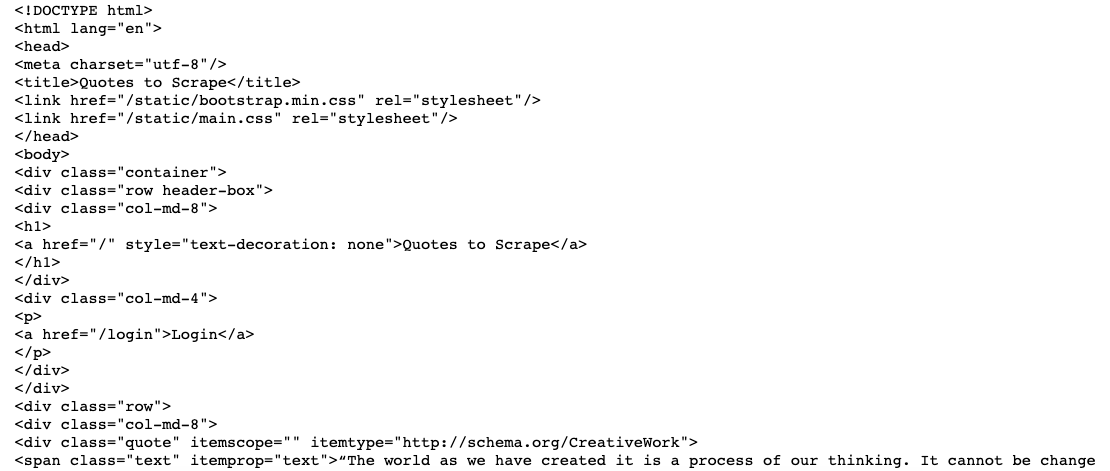 <!DOCTYPE html>
<html lang="en">
<head>
<meta charset="utf-8"/>
<title>Quotes to Scrape</title>
<link href="/static/bootstrap.min.css" rel="stylesheet"/>
<link href="/static/main.css" rel="stylesheet"/>
</head>
<body>
<div class="container">
<div class="row header-box">
<div class="col-md-8">
<h1>
<a href="/" style="text-decoration: none">Quotes to Scrape</a>
</h1>
</div>
<div class="col-md-4">
<p>
<a href="/login">Login</a>
</p>
</div>
</div>
<div class="row">
<div class="col-md-8">
<div class="quote" itemscope="" itemtype="http://schema.org/CreativeWork">
<span class="text" itemprop="text">“The world as we have created it is a process of our thinking. It cannot be change